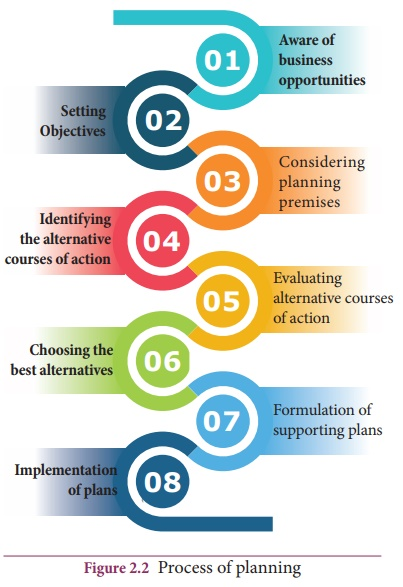 01
Aware of
business
opportunities
Setting
Objectives
02
03
Considering
planning
premises
Identifying
the alternative
courses of action
04
05
Evaluating
alternative courses
of action
Choosing the
best alternatives
06
07
Formulation of
supporting plans
Implementation
of plans
08
Figure 2.2 Process of planning